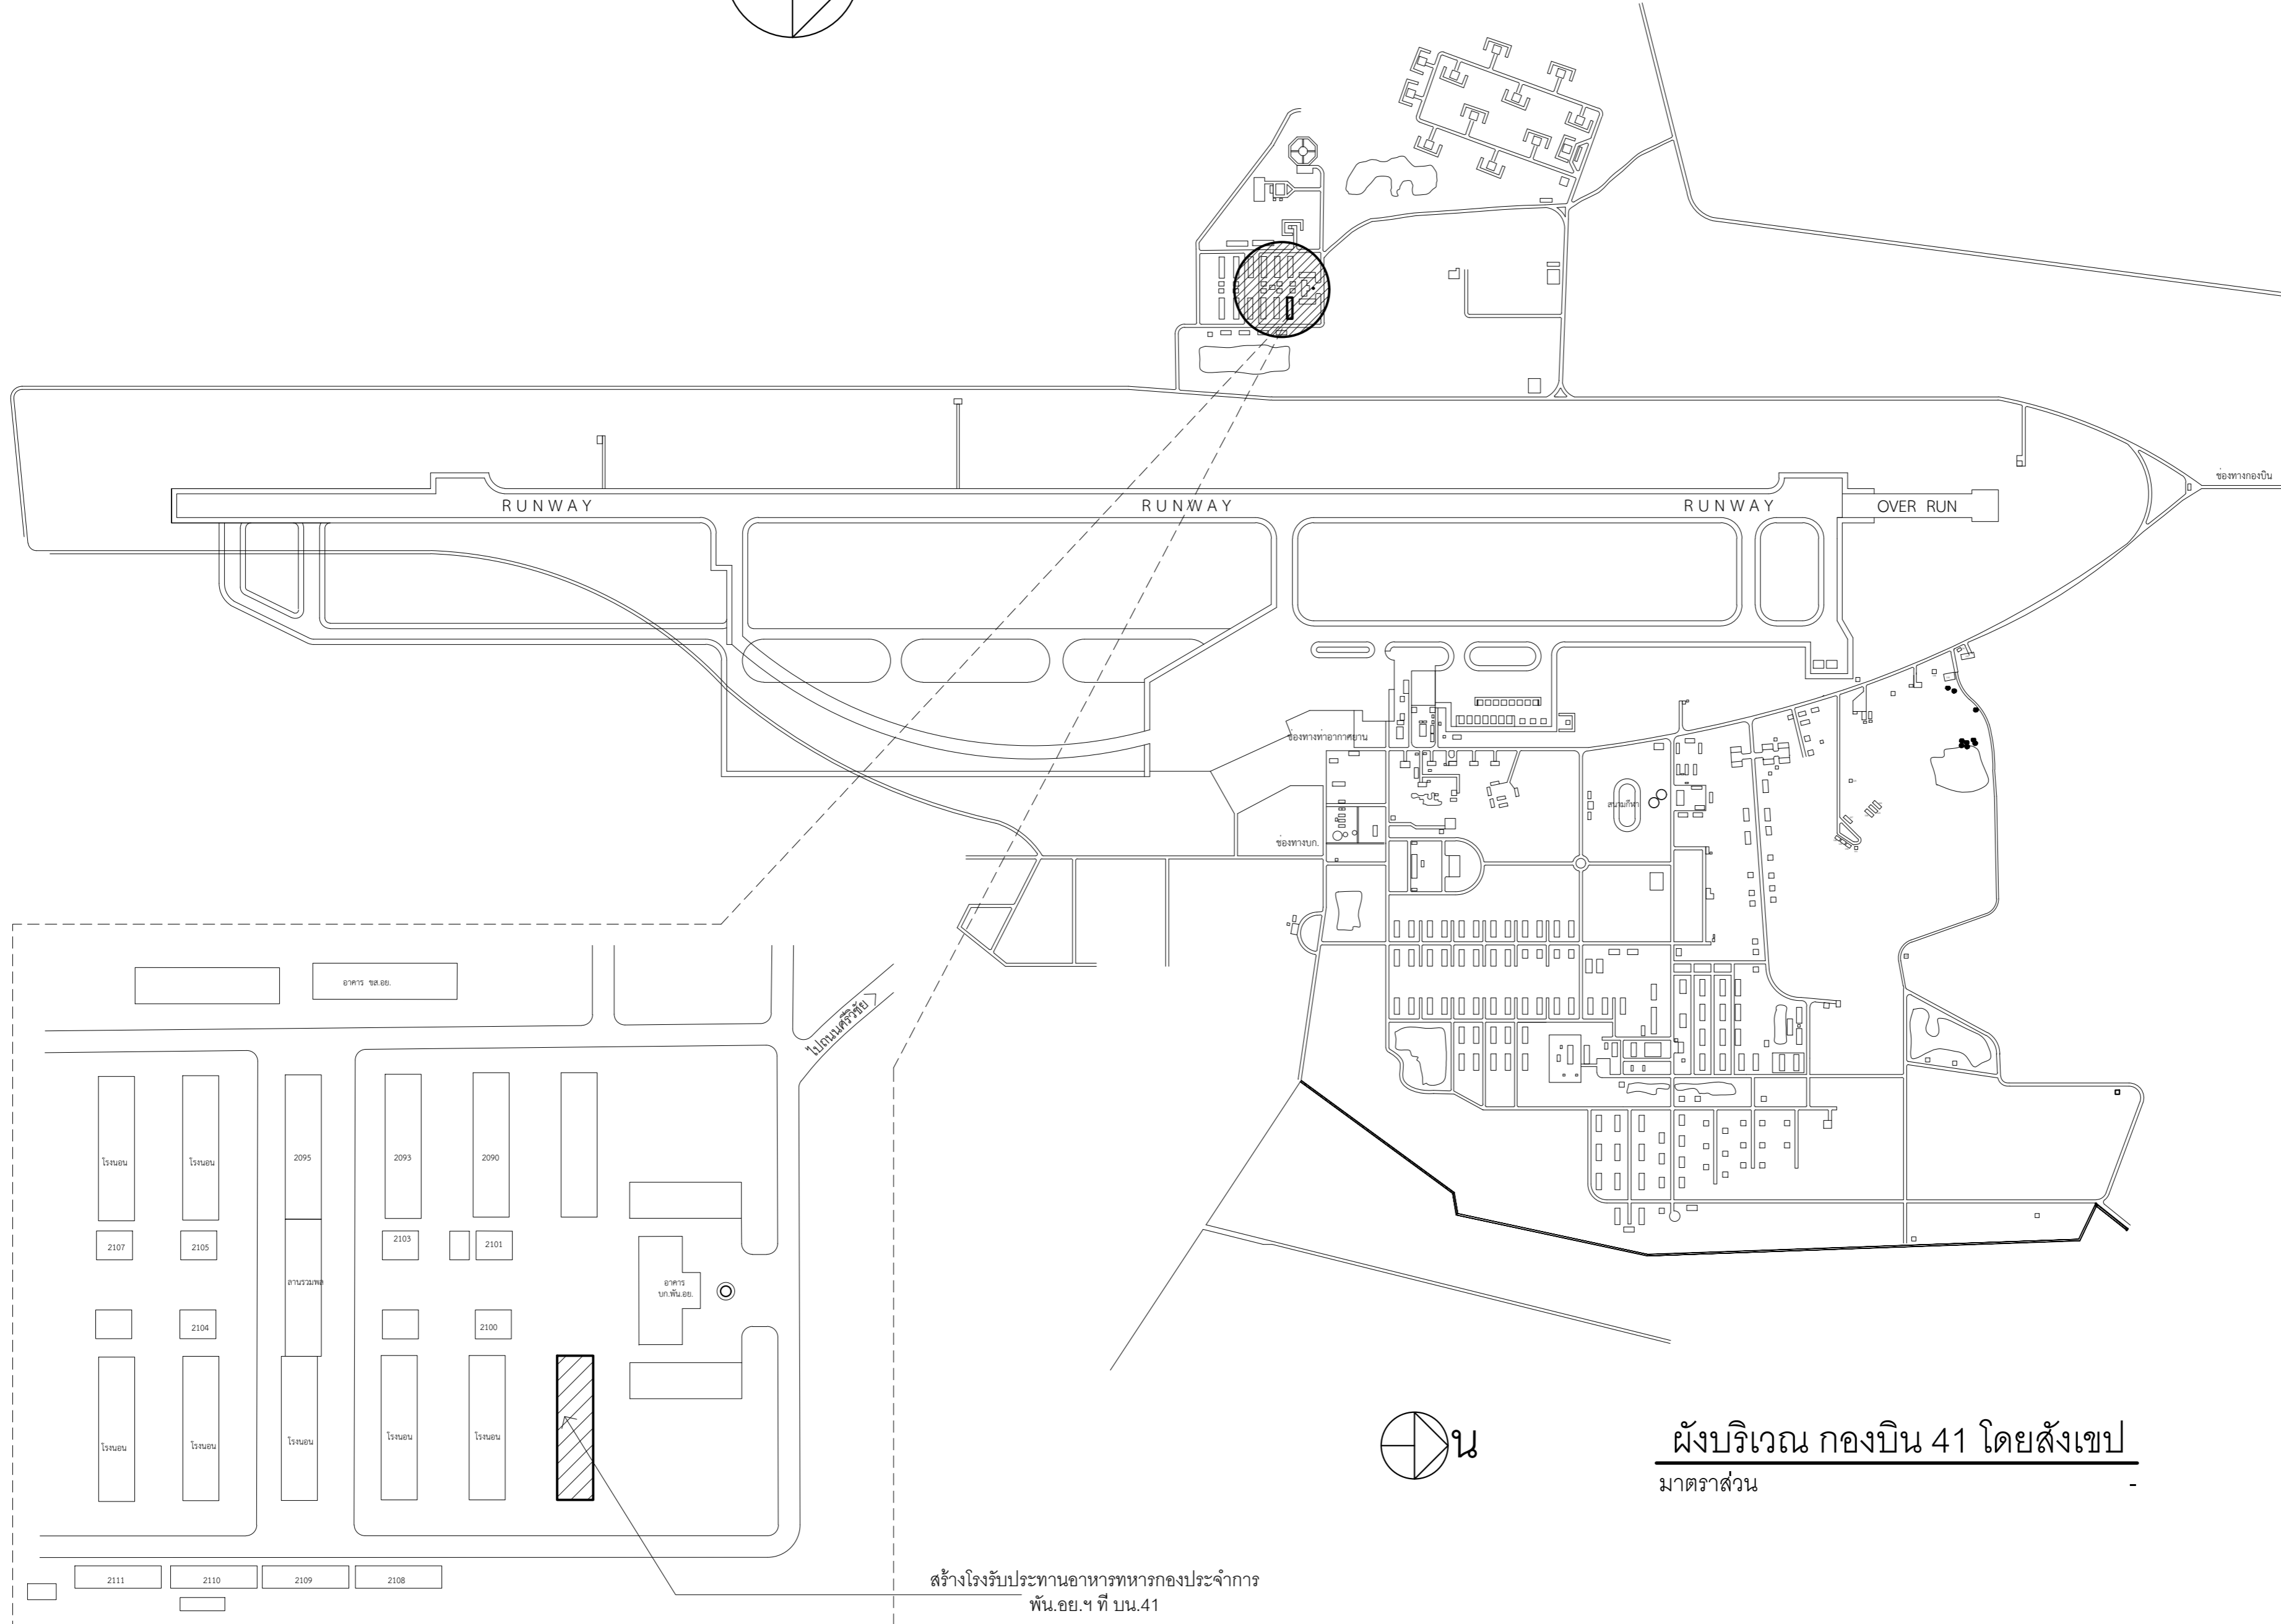 RUNWAY
RUNWAY
RUNWAY
OVER RUN
ช่องทางกองบิน
ช่องทางท่าอากาศยาน
สนามกีฬา
ช่องทางบก.
อาคาร ขส.อย.
ไปถนนศรีวิชัย
โรงนอน
โรงนอน
2095
2093
2090
2107
2105
2103
2101
ลานรวมพล
อาคาร
บก.พัน.อย.
2104
2100
โรงนอน
โรงนอน
โรงนอน
โรงนอน
โรงนอน
2111
2110
2109
2108
สร้างโรงรับประทานอาหารทหารกองประจำการ
พัน.อย.ฯ ที่ บน.41
น
ผังบริเวณ กองบิน 41 โดยสังเขป
มาตราส่วน -